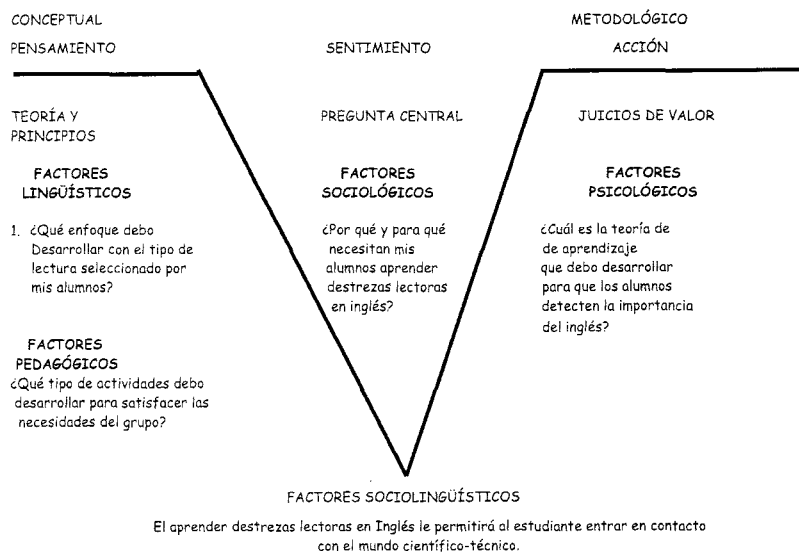 CONCEPTUAL
PENSAMIENTO
TEORÍA Y
PRINCIPIOS
FACTORES
LINGÜÍSTICOS
1. ¿Qué enfoque debo
Desarrollar con el tipo de
lectura seleccionado por
mis alumnos?
FACTORES
PEDAGÓGICOS
¿Qué tipo de actividades debo
desarrollar para satisfacer las
necesidades del grupo?
SENTIMIENTO
PREGUNTA CENTRAL
FACTORES
SOCIOLÓGICOS
¿Por qué y para qué
necesitan mis
alumnos aprender
destrezas lectoras
en inglés?
METODOLÓGICO
ACCIÓN
JUICIOS DE VALOR
FACTORES
PSICOLÓGICOS
¿Cuál es la teoría de
de aprendizaje
que debo desarrollar
para que los alumnos
detecten la importancia
del inglés?
FACTORES SOCIOLINGÜÍSTICOS
El aprender destrezas lectoras en Inglés le permitirá al estudiante entrar en contacto
con el mundo científico-técnico.